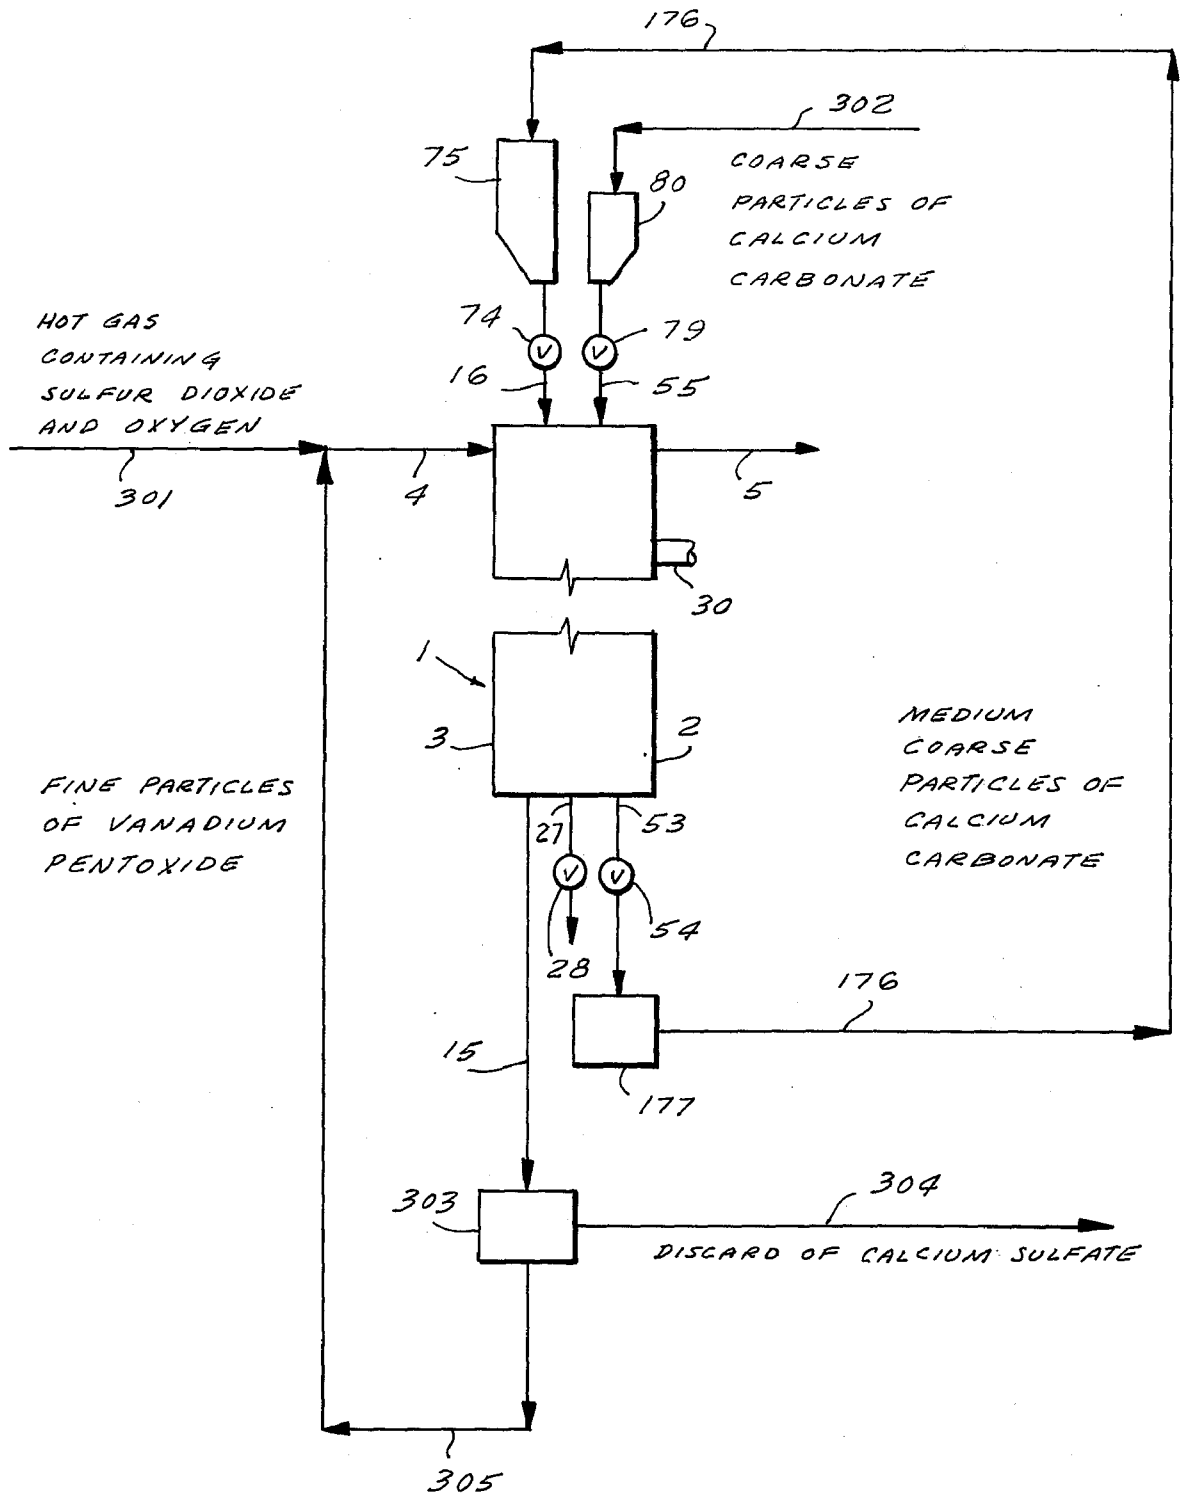 176
302
75
COARSE
80
PARTICLES OF
CALCIUM
CARBONATE
74
79
V
V
HOT GAS
CONTAINING
SULFUR DIOXIDE
AND OXYGEN
16
55
301
4
5
30
1
3
2
MEDIUM
COARSE
PARTICLES OF
CALCIUM
CARBONATE
FINE PARTICLES
OF VANADIUM
PENTOXIDE
27
53
V
V
28
54
176
15
177
303
304
DISCARD OF CALCIUM SULFATE
305